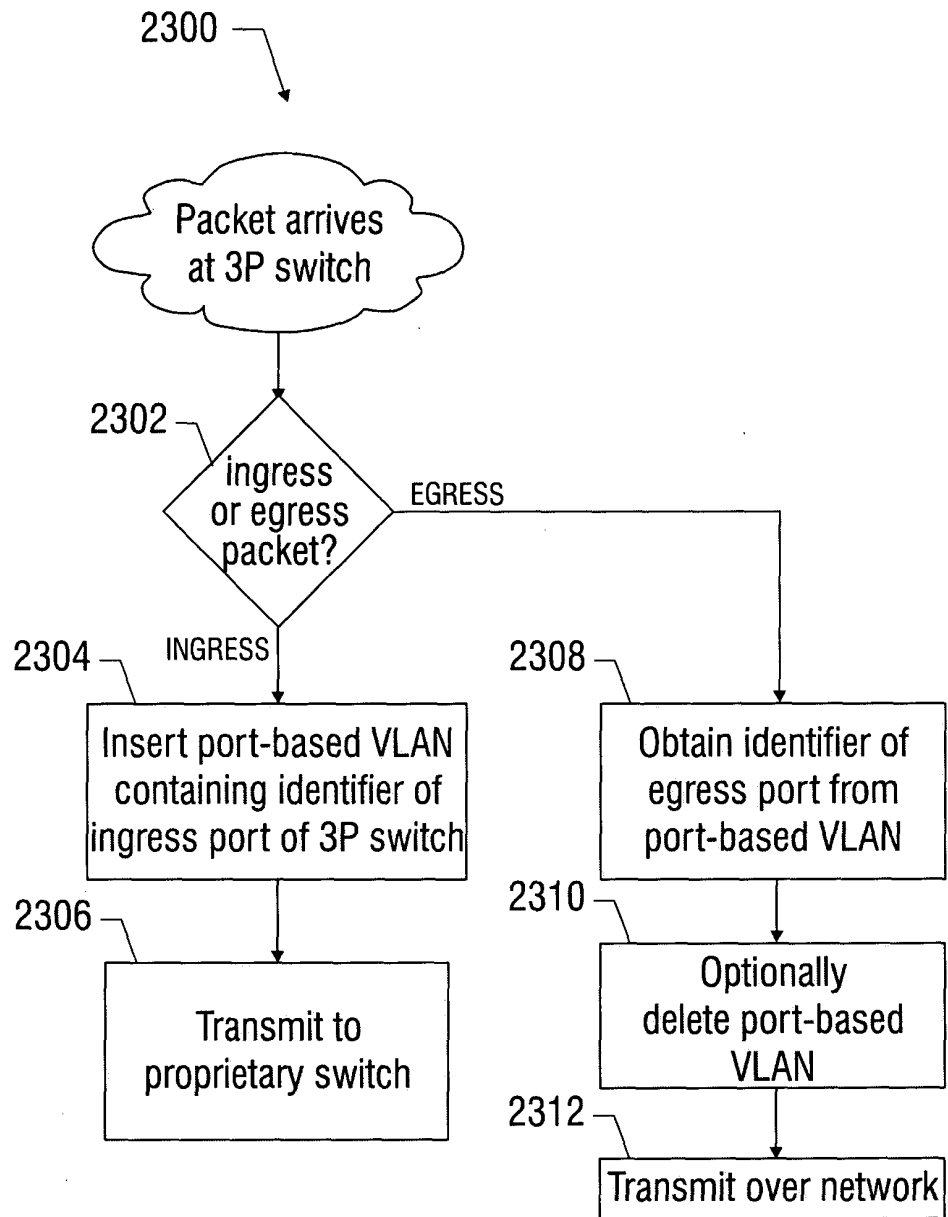 2300
Packet arrives
at 3P switch
2302
ingress
or egress
packet?
EGRESS
INGRESS
2304
Insert port-based VLAN
containing identifier of
ingress port of 3P switch
2306
Transmit to
proprietary switch
2308
Obtain identifier of
egress port from
port-based VLAN
2310
Optionally
delete port-based
VLAN
2312
Transmit over network